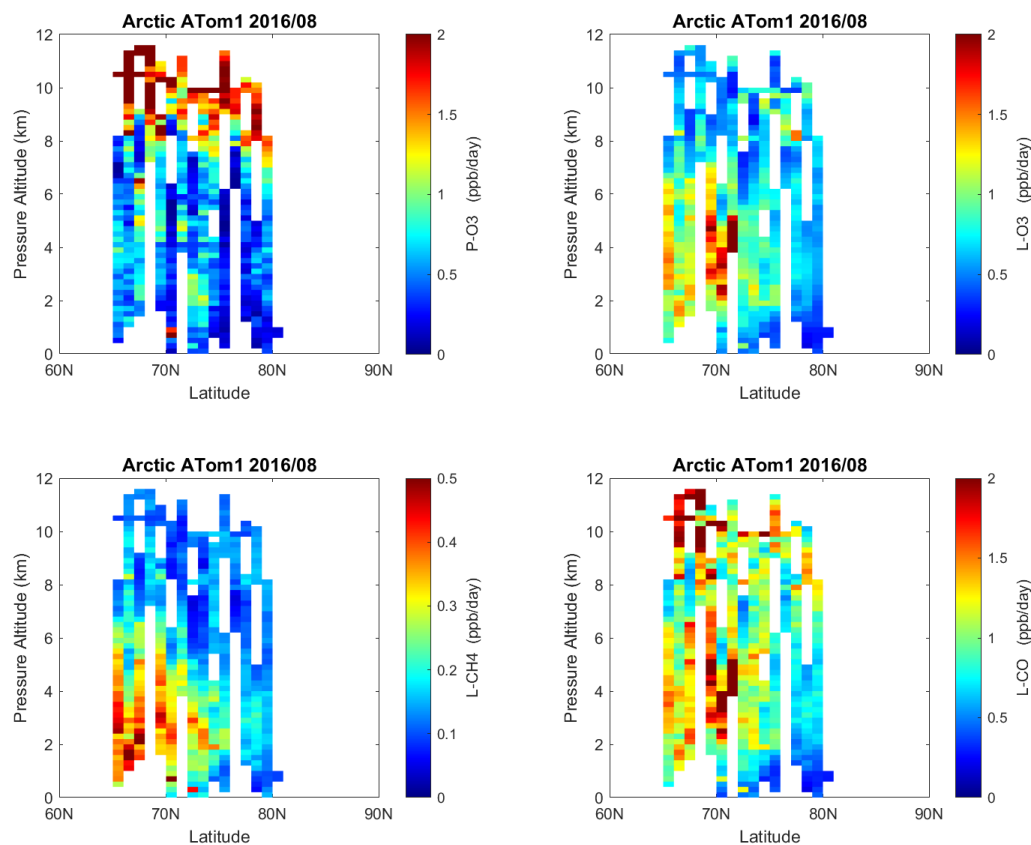 Arctic ATom1 2016/08
12
10
8
6
4
2
0
Pressure Altitude (km)
60N 70N 80N 90N
Latitude
2
1.5
1
0.5
0
P-O3 (ppb/day)
Arctic ATom1 2016/08
12
10
8
6
4
2
0
Pressure Altitude (km)
60N 70N 80N 90N
Latitude
2
1.5
1
0.5
0
L-O3 (ppb/day)
Arctic ATom1 2016/08
12
10
8
6
4
2
0
Pressure Altitude (km)
60N 70N 80N 90N
Latitude
0.5
0.4
0.3
0.2
0.1
0
L-CH4 (ppb/day)
Arctic ATom1 2016/08
12
10
8
6
4
2
0
Pressure Altitude (km)
60N 70N 80N 90N
Latitude
2
1.5
1
0.5
0
L-CO (ppb/day)